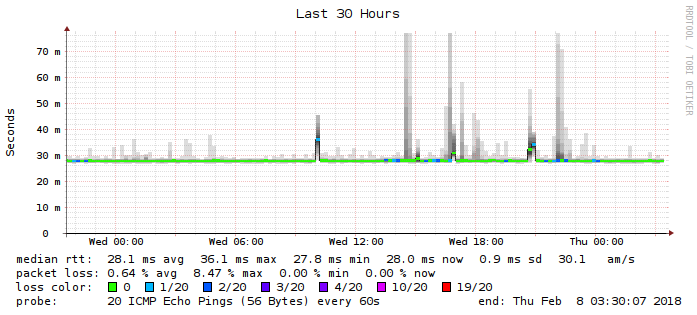 Last 30 Hours
RRDTOOL / TOBI OETIKER
Seconds
70 m
60 m
50 m
40 m
30 m
20 m
10 m
0
Wed 00:00 Wed 06:00 Wed 12:00 Wed 18:00 Thu 00:00
median rtt: 28.1 ms avg 36.1 ms max 27.8 ms min 28.0 ms now 0.9 ms sd 30.1 am/s
packet loss: 0.64 % avg 8.47 % max 0.00 % min 0.00 % now
loss color: 0 1/20 2/20 3/20 4/20 10/20 19/20
probe: 20 ICMP Echo Pings (56 Bytes) every 60s end: Thu Feb 8 03:30:07 2018